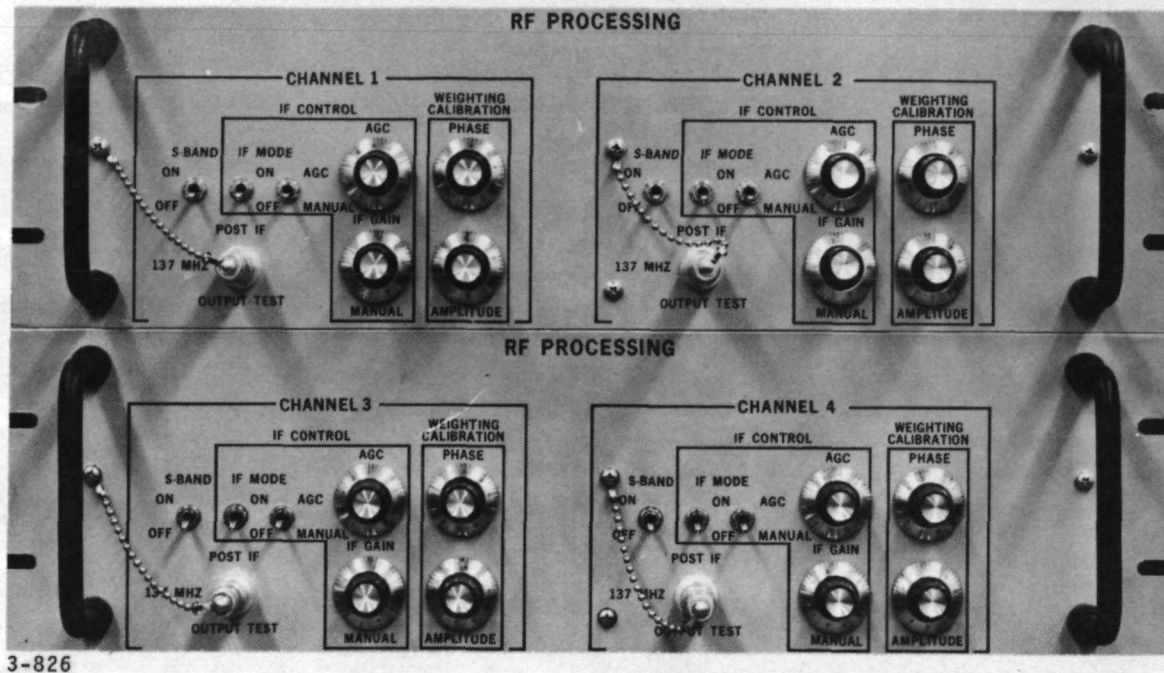 RF PROCESSING
CHANNEL 1
IF CONTROL
WEIGHTING
CALIBRATION
AGC
PHASE
S-BAND
IF MODE
ON
ON
AGC
OFF
OFF
MANUAL
POST IF
IF GAIN
137 MHZ
OUTPUT TEST
MANUAL
AMPLITUDE
CHANNEL 2
IF CONTROL
WEIGHTING
CALIBRATION
AGC
PHASE
S-BAND
IF MODE
ON
ON
AGC
OFF
OFF
MANUAL
POST IF
IF GAIN
137 MHZ
OUTPUT TEST
MANUAL
AMPLITUDE
RF PROCESSING
CHANNEL 3
IF CONTROL
WEIGHTING
CALIBRATION
AGC
PHASE
S-BAND
IF MODE
ON
ON
AGC
OFF
OFF
MANUAL
POST IF
IF GAIN
137 MHZ
OUTPUT TEST
MANUAL
AMPLITUDE
CHANNEL 4
IF CONTROL
WEIGHTING
CALIBRATION
AGC
PHASE
S-BAND
IF MODE
ON
ON
AGC
OFF
OFF
MANUAL
POST IF
IF GAIN
137 MHZ
OUTPUT TEST
MANUAL
AMPLITUDE
3-826